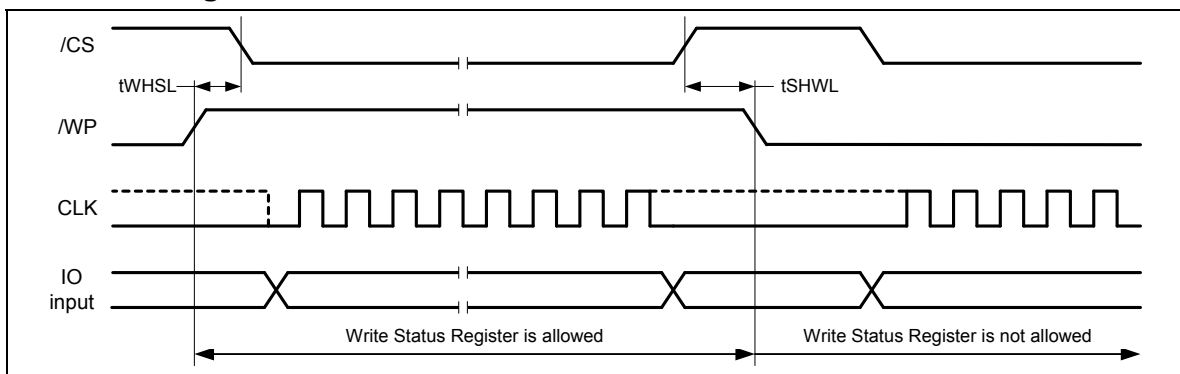 /CS
tWHSL
tSHWL
/WP
CLK
IO
input
Write Status Register is allowed
Write Status Register is not allowed